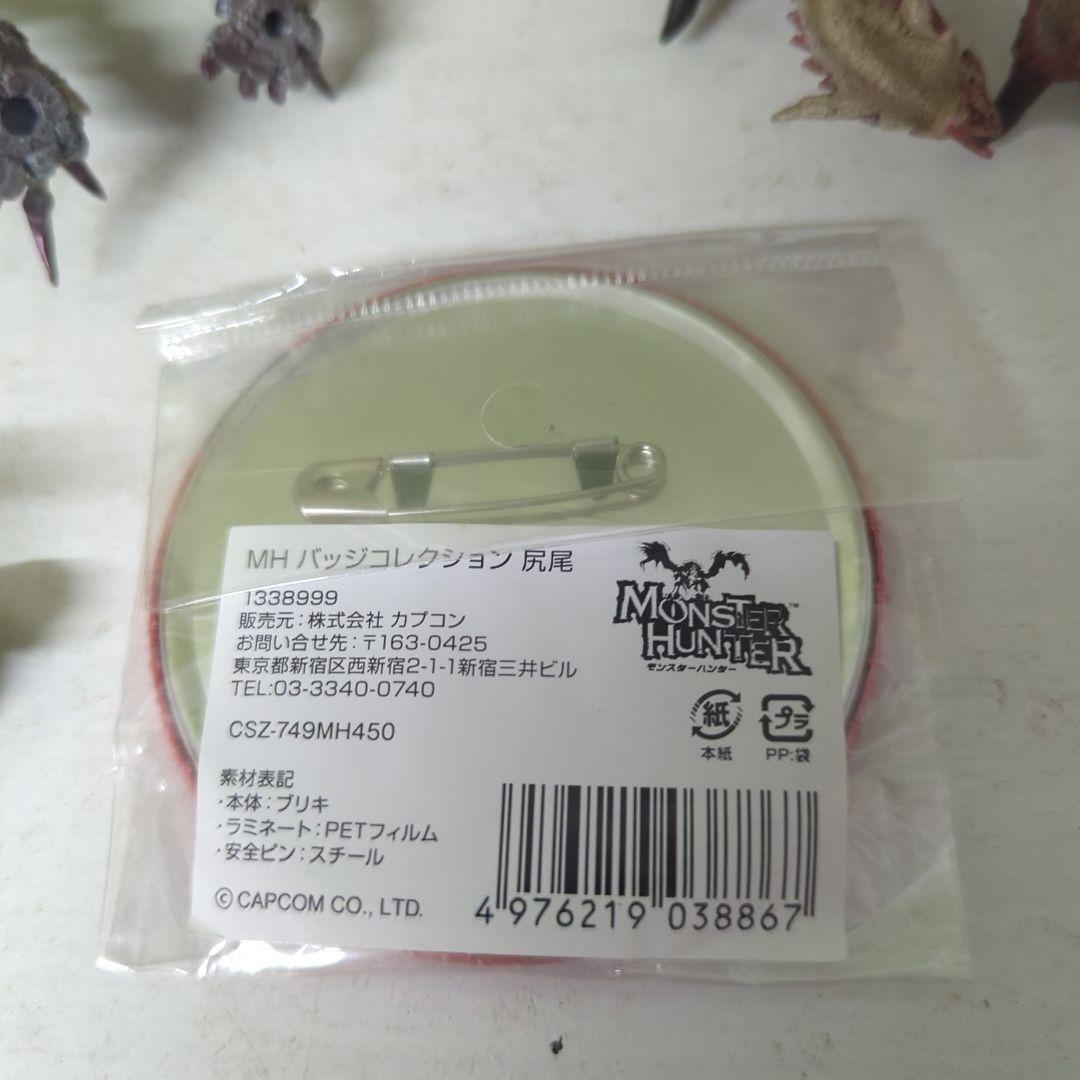 MH バッジコレクション 尻尾
1338999
販売元：株式会社 カプコン
お問い合せ先：〒163-0425
東京都新宿区西新宿2-1-1新宿三井ビル
TEL:03-3340-0740
CSZ-749MH450
MONSTER HUNTER™
モンスターハンター
紙
本紙
プラ
PP:袋
素材表記
・本体：ブリキ
・ラミネート：PETフィルム
・安全ピン：スチール
©CAPCOM CO., LTD.
4 976219 038867